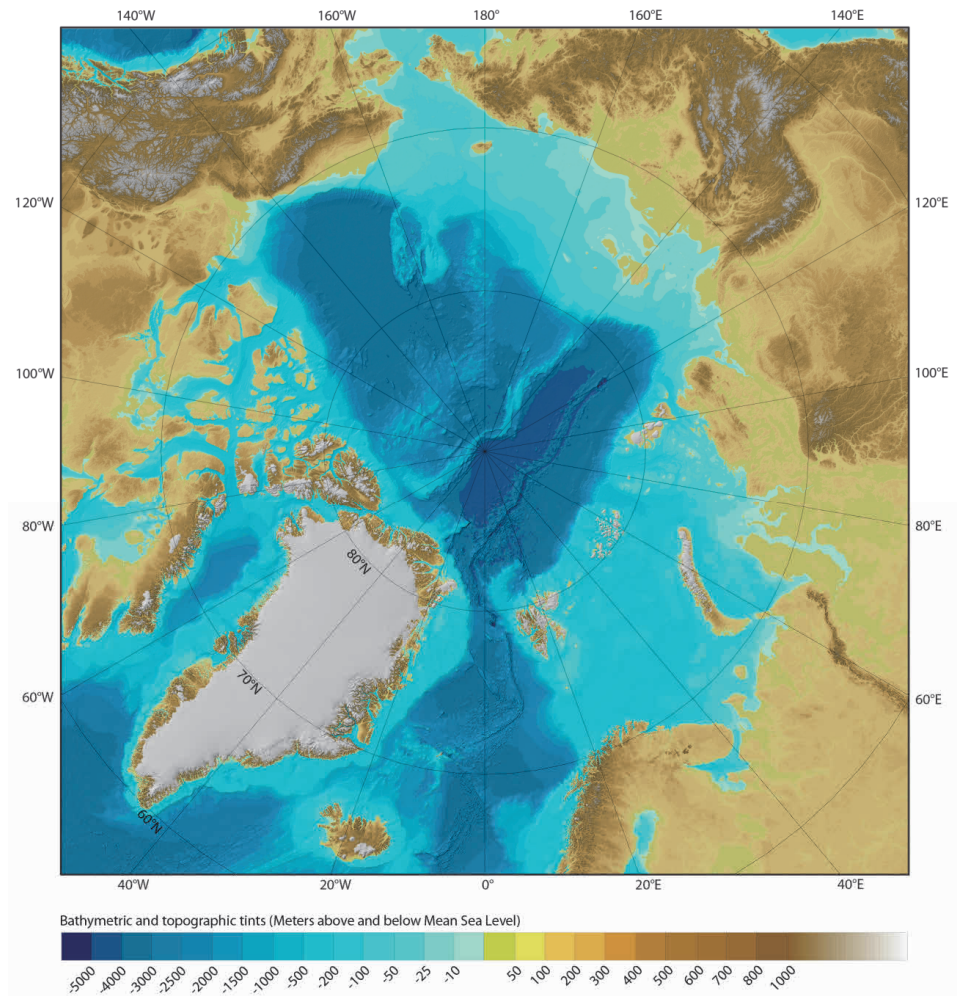 140°W 160°W 180° 160°E 140°E
120°W 120°E
100°W 100°E
80°W 80°E
80°N
70°N
60°W 60°E
60°N
40°W 20°W 0° 20°E 40°E
Bathymetric and topographic tints (Meters above and below Mean Sea Level)
-5000 -4000 -3000 -2500 -2000 -1500 -1000 -500 -200 -100 -50 -25 -10 50 100 200 300 400 500 600 700 800 1000